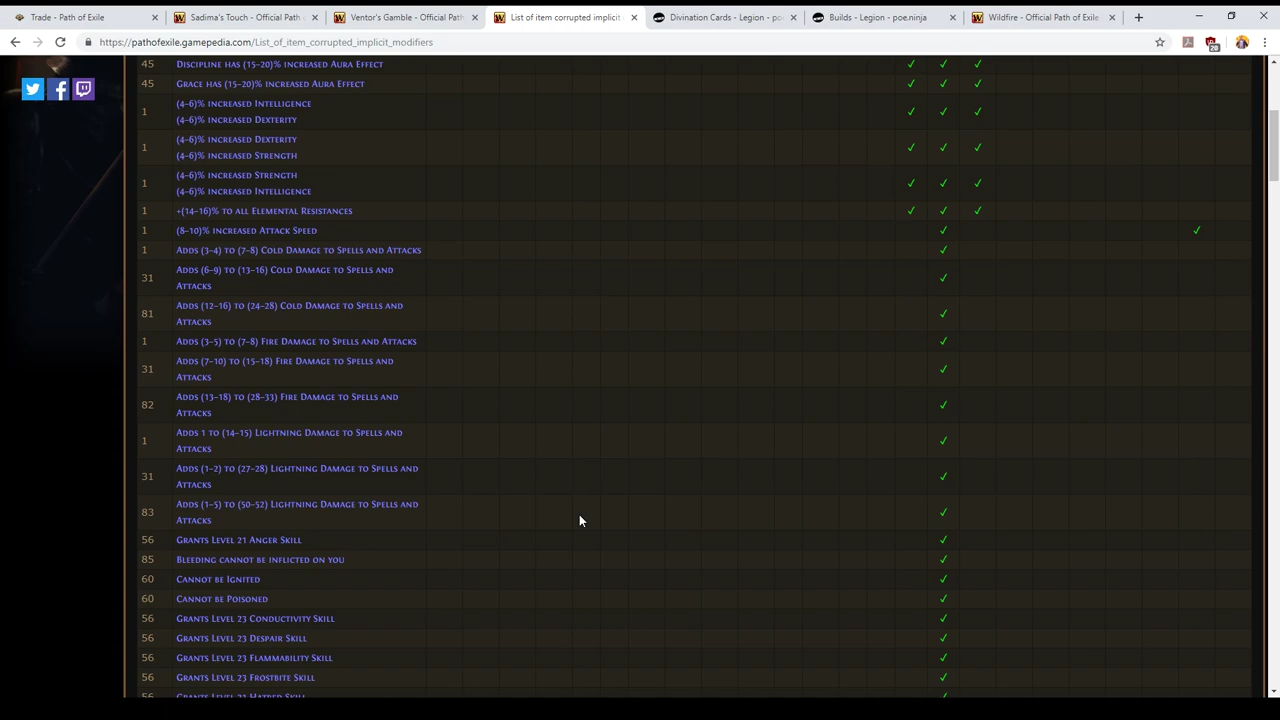 Trade - Path of Exile
Sadima's Touch - Official Path o
Ventor's Gamble - Official Path
List of item corrupted implicit
Divination Cards - Legion - poe
Builds - Legion - poe.ninja
Wildfire - Official Path of Exile
https://pathofexile.gamepedia.com/List_of_item_corrupted_implicit_modifiers
20
45 Discipline has (15–20)% increased Aura Effect
45 Grace has (15–20)% increased Aura Effect
(4–6)% increased Intelligence
1
(4–6)% increased Dexterity
(4–6)% increased Dexterity
1
(4–6)% increased Strength
(4–6)% increased Strength
1
(4–6)% increased Intelligence
1 +(14–16)% to all Elemental Resistances
1 (8–10)% increased Attack Speed
1 Adds (3–4) to (7–8) Cold Damage to Spells and Attacks
31 Adds (6–9) to (13–16) Cold Damage to Spells and
Attacks
81 Adds (12–16) to (24–28) Cold Damage to Spells and
Attacks
1 Adds (3–5) to (7–8) Fire Damage to Spells and Attacks
31 Adds (7–10) to (15–18) Fire Damage to Spells and
Attacks
82 Adds (13–18) to (28–33) Fire Damage to Spells and
Attacks
1 Adds 1 to (14–15) Lightning Damage to Spells and
Attacks
31 Adds (1–2) to (27–28) Lightning Damage to Spells and
Attacks
83 Adds (1–5) to (50–52) Lightning Damage to Spells and
Attacks
56 Grants Level 21 Anger Skill
85 Bleeding cannot be inflicted on you
60 Cannot be Ignited
60 Cannot be Poisoned
56 Grants Level 23 Conductivity Skill
56 Grants Level 23 Despair Skill
56 Grants Level 23 Flammability Skill
56 Grants Level 23 Frostbite Skill
56 Grants Level 21 Hatred Skill